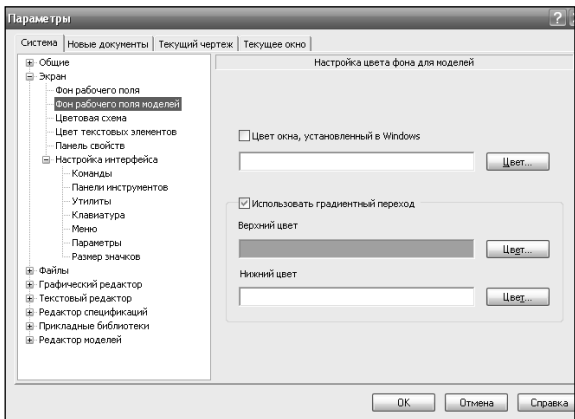 Параметры
Система
Новые документы
Текущий чертеж
Текущее окно
Общие
Экран
Фон рабочего поля
Фон рабочего поля моделей
Цветовая схема
Цвет текстовых элементов
Панель свойств
Настройка интерфейса
Команды
Панели инструментов
Утилиты
Клавиатура
Меню
Параметры
Размер значков
Файлы
Графический редактор
Текстовый редактор
Редактор спецификаций
Прикладные библиотеки
Редактор моделей
Настройка цвета фона для моделей
Цвет окна, установленный в Windows
Цвет...
Использовать градиентный переход
Верхний цвет
Цвет...
Нижний цвет
Цвет...
OK
Отмена
Справка